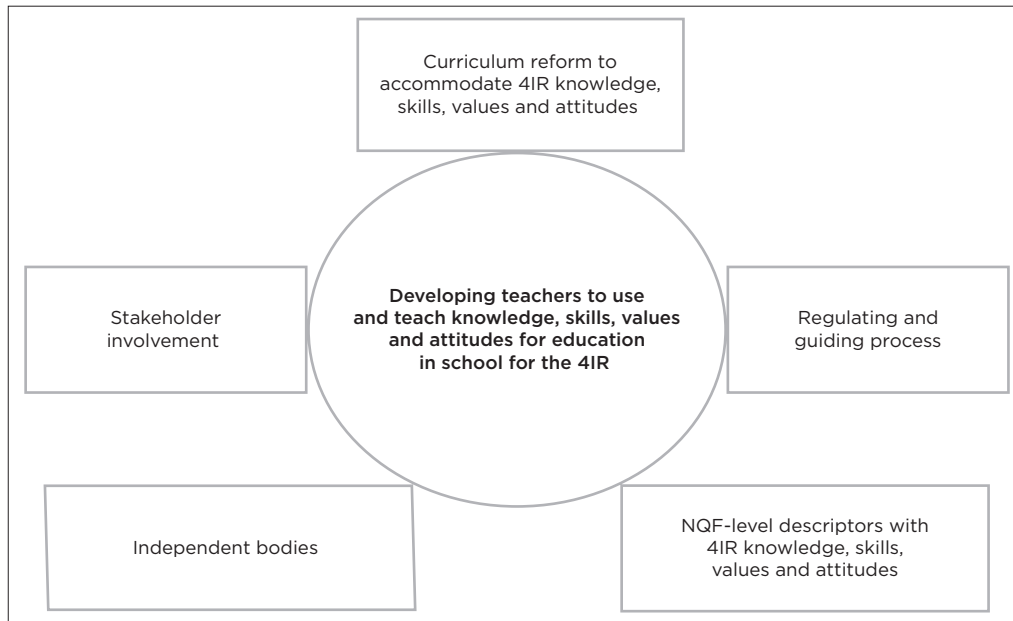 Curriculum reform to
accommodate 4IR knowledge,
skills, values and attitudes
Stakeholder
involvement
Developing teachers to use
and teach knowledge, skills, values
and attitudes for education
in school for the 4IR
Regulating and
guiding process
Independent bodies
NQF-level descriptors with
4IR knowledge, skills,
values and attitudes